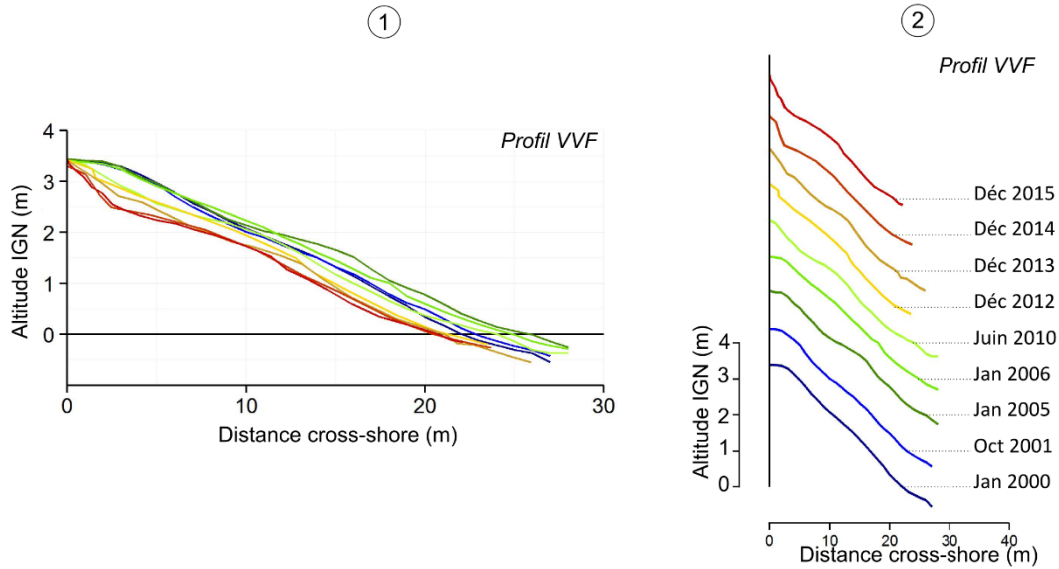 1
2
Profil VVF
4
3
2
1
0
Altitude IGN (m)
0
10
20
30
Distance cross-shore (m)
Profil VVF
Déc 2015
Déc 2014
Déc 2013
Déc 2012
Juin 2010
Jan 2006
Jan 2005
Oct 2001
Jan 2000
4
3
2
1
0
Altitude IGN (m)
0
10
20
30
40
Distance cross-shore (m)